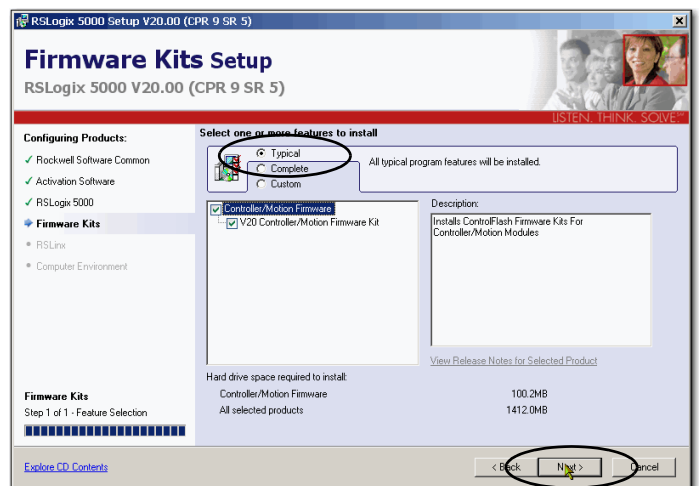 RSLogix 5000 Setup V20.00 (CPR 9 SR 5)
Firmware Kits Setup
RSLogix 5000 V20.00 (CPR 9 SR 5)
LISTEN. THINK. SOLVE.℠
Configuring Products:
✓ Rockwell Software Common
✓ Activation Software
✓ RSLogix 5000
Firmware Kits
• RSLinx
• Computer Environment
Select one or more features to install
Typical
Complete
Custom
All typical program features will be installed.
Controller/Motion Firmware
V20 Controller/Motion Firmware Kit
Description:
Installs ControlFlash Firmware Kits For
Controller/Motion Modules
View Release Notes for Selected Product
Hard drive space required to install:
Controller/Motion Firmware 100.2MB
All selected products 1412.0MB
Firmware Kits
Step 1 of 1 - Feature Selection
Explore CD Contents
< Back
Next >
Cancel